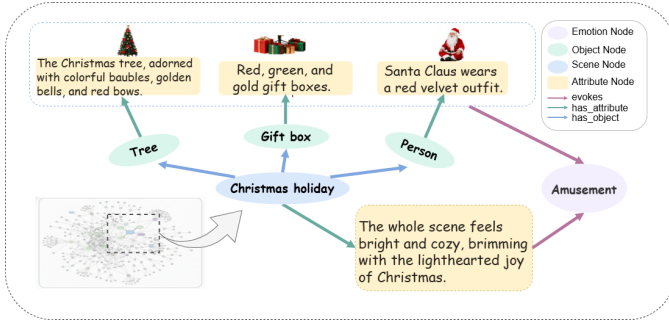 The Christmas tree, adorned
with colorful baubles, golden
bells, and red bows.
Red, green, and
gold gift boxes.
Santa Claus wears
a red velvet outfit.
Emotion Node
Object Node
Scene Node
Attribute Node
evokes
has_attribute
has_object
Tree
Gift box
Person
Christmas holiday
Amusement
The whole scene feels
bright and cozy, brimming
with the lighthearted joy
of Christmas.